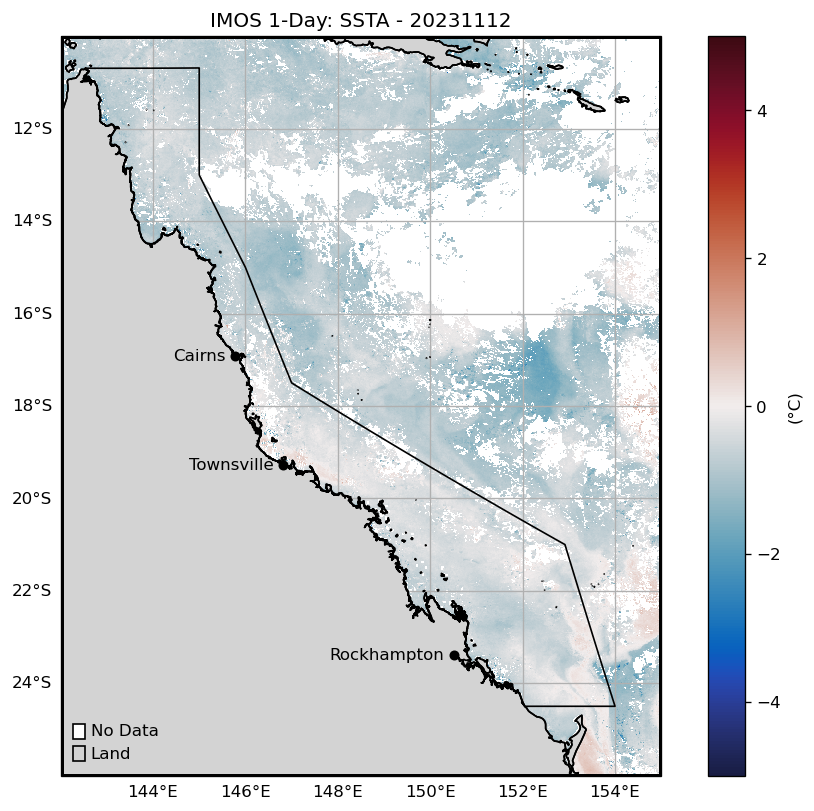 IMOS 1-Day: SSTA - 20231112
12°S
14°S
16°S
18°S
20°S
22°S
24°S
Cairns
Townsville
Rockhampton
No Data
Land
144°E
146°E
148°E
150°E
152°E
154°E
4
2
0
−2
−4
(°C)